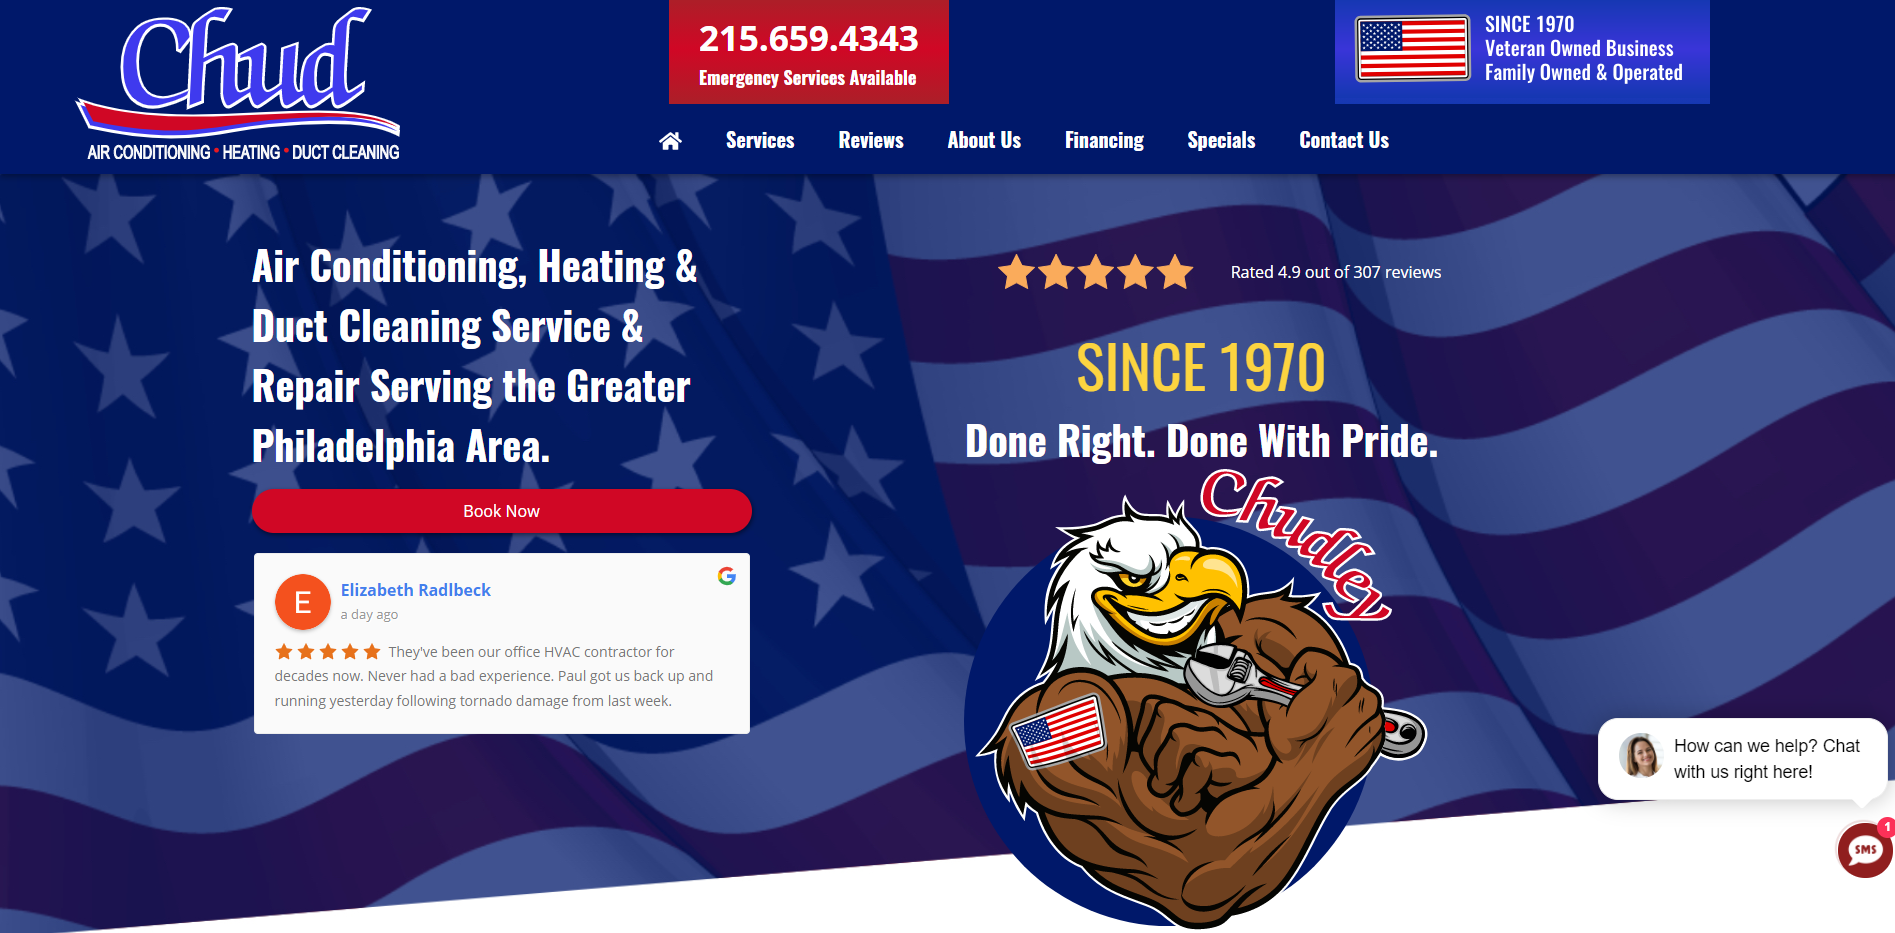 Chud
AIR CONDITIONING • HEATING • DUCT CLEANING
215.659.4343
Emergency Services Available
SINCE 1970
Veteran Owned Business
Family Owned & Operated
Services
Reviews
About Us
Financing
Specials
Contact Us
Air Conditioning, Heating &
Duct Cleaning Service &
Repair Serving the Greater
Philadelphia Area.
Book Now
E
Elizabeth Radlbeck
a day ago
They've been our office HVAC contractor for
decades now. Never had a bad experience. Paul got us back up and
running yesterday following tornado damage from last week.
Rated 4.9 out of 307 reviews
SINCE 1970
Done Right. Done With Pride.
Chudley
How can we help? Chat
with us right here!
1
SMS